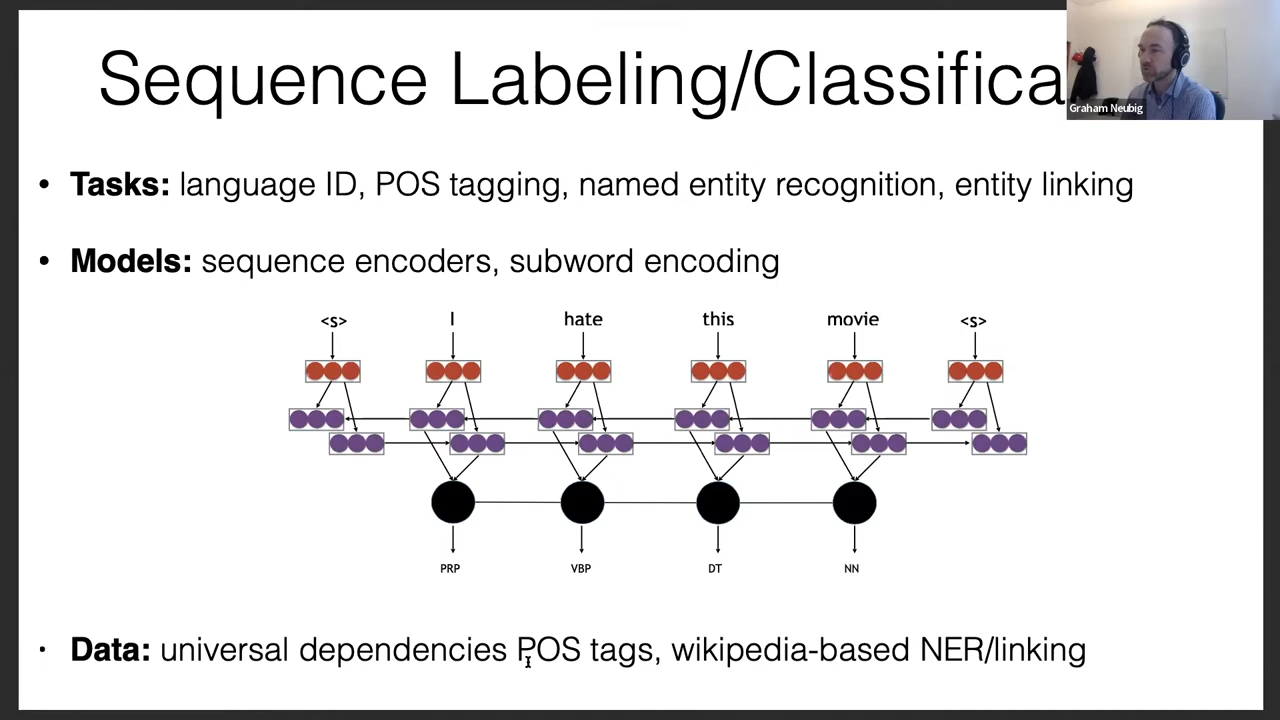 Sequence Labeling/Classifica
Graham Neubig
• Tasks: language ID, POS tagging, named entity recognition, entity linking
• Models: sequence encoders, subword encoding
<s> I hate this movie <s>
PRP VBP DT NN
• Data: universal dependencies POS tags, wikipedia-based NER/linking